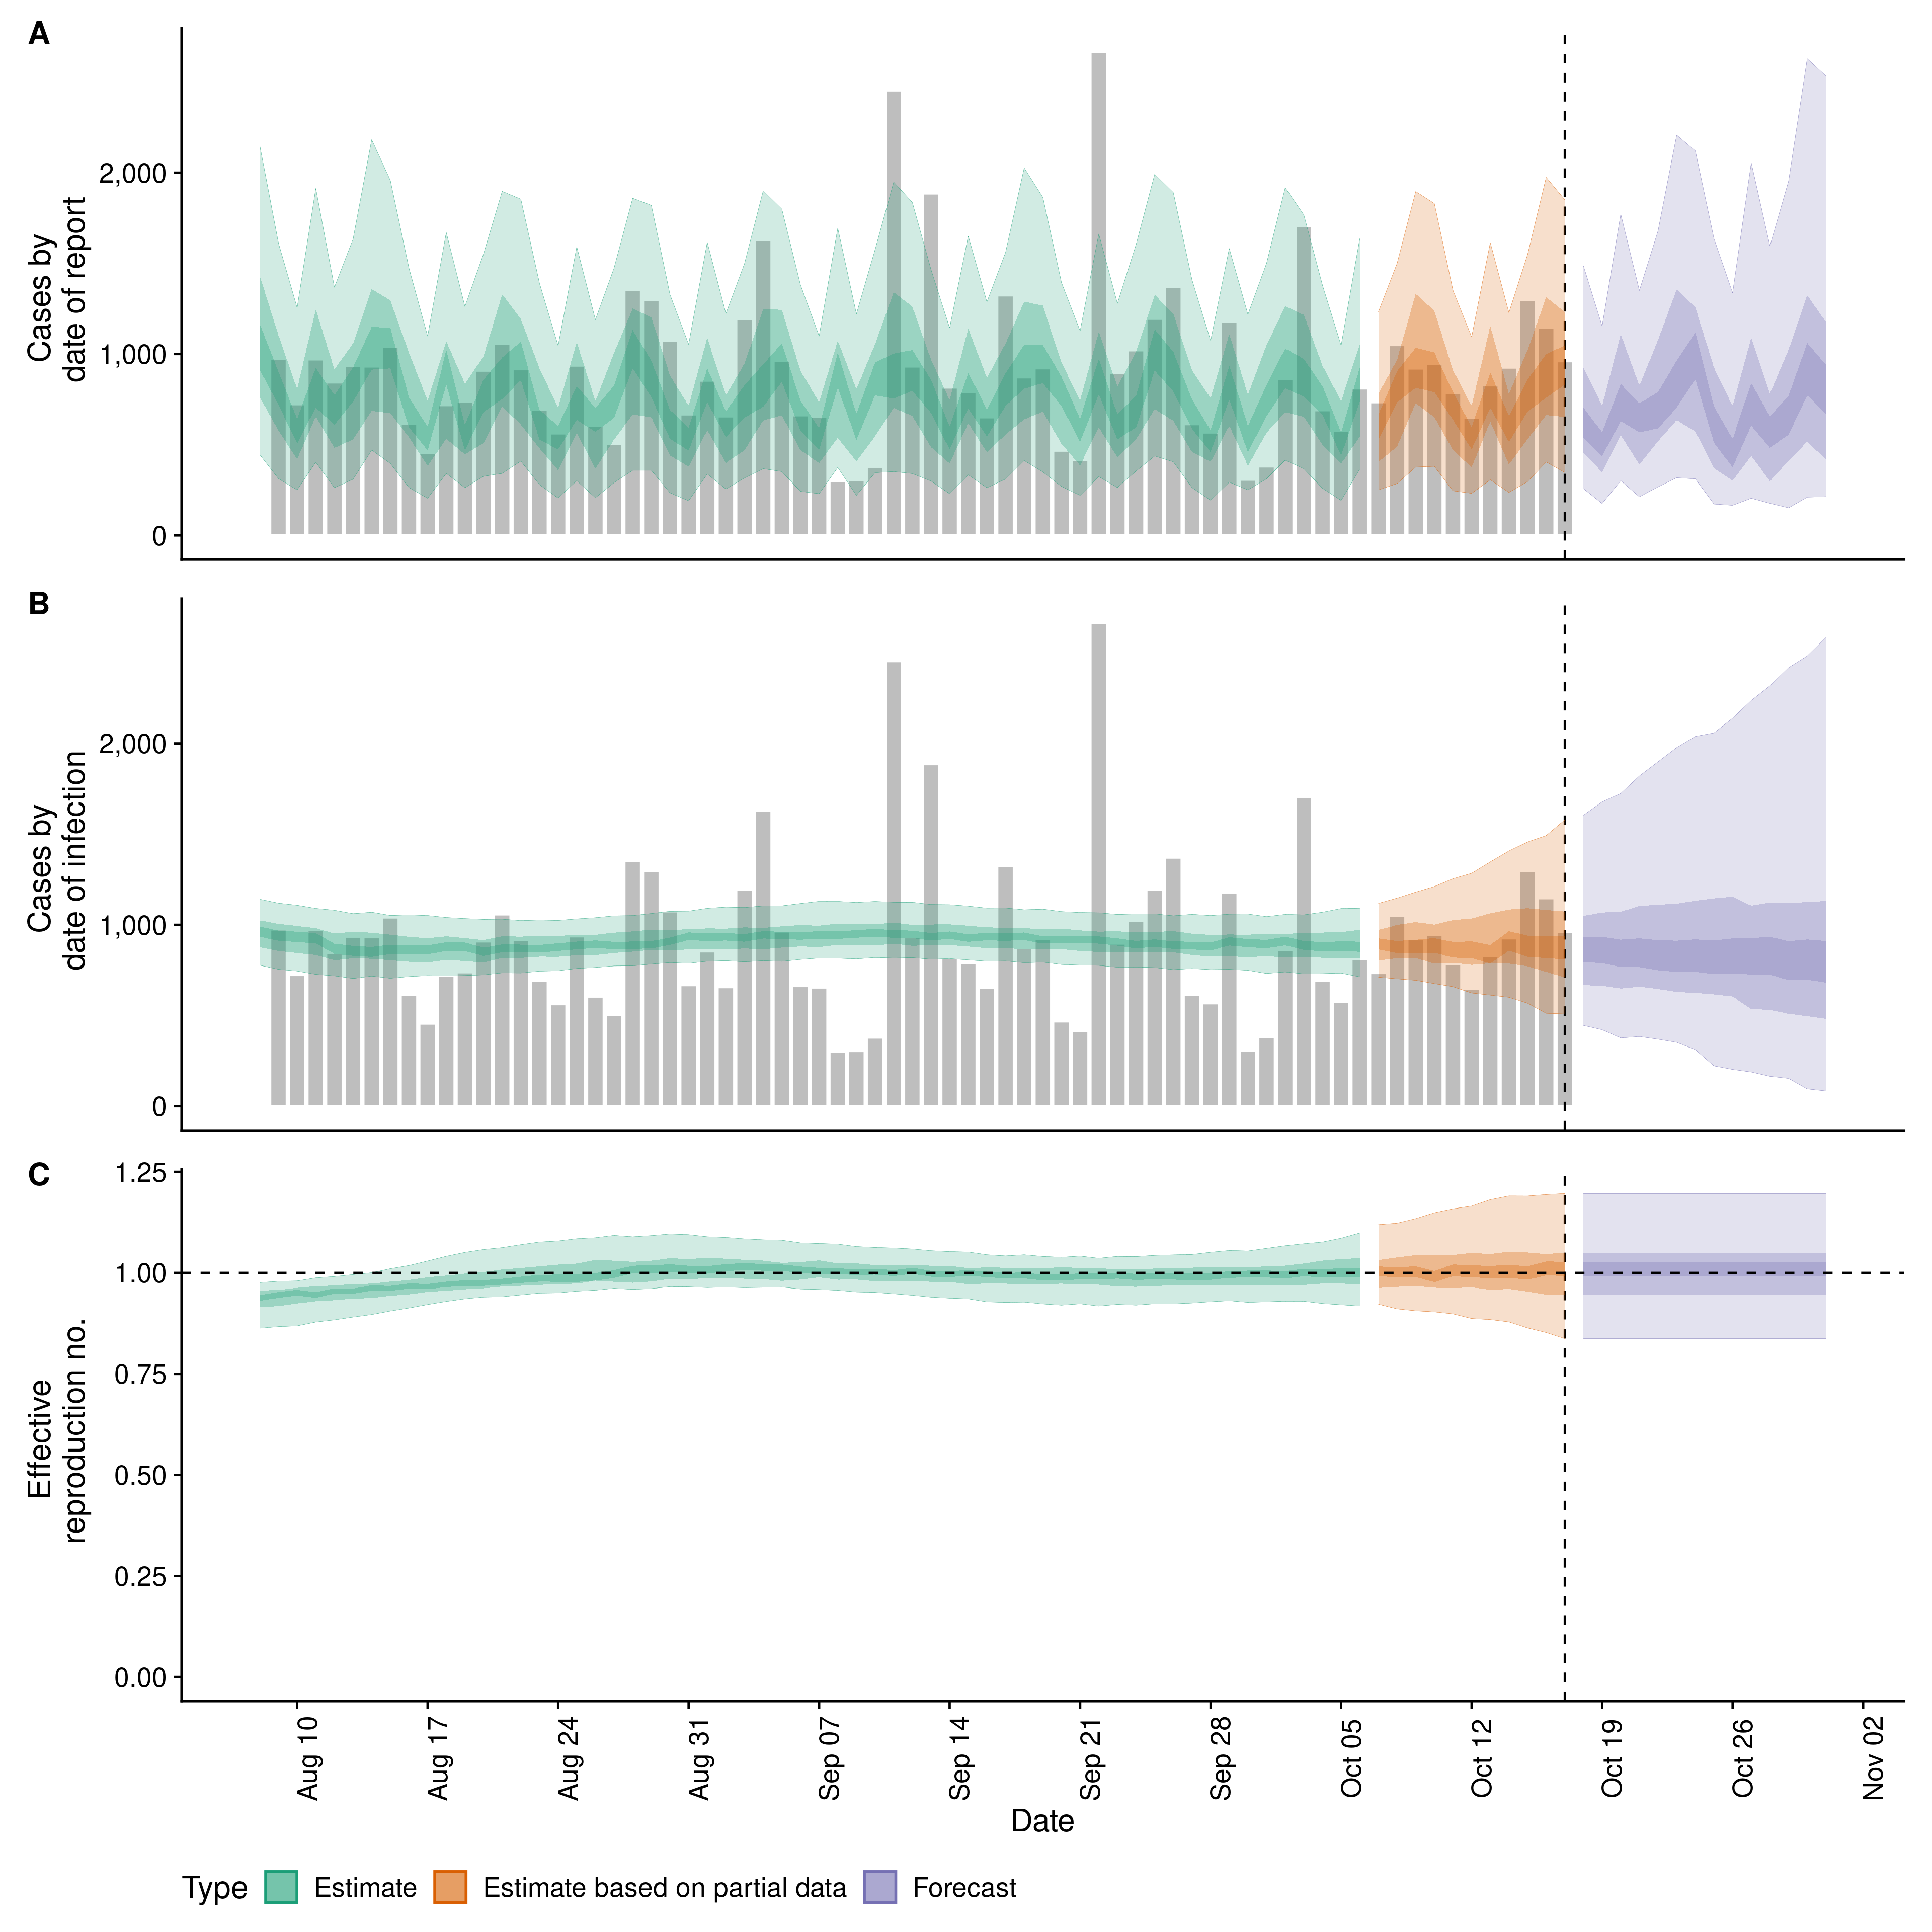 A
Cases by
date of report
2,000
1,000
0
B
Cases by
date of infection
2,000
1,000
0
C
Effective
reproduction no.
1.25
1.00
0.75
0.50
0.25
0.00
Aug 10
Aug 17
Aug 24
Aug 31
Sep 07
Sep 14
Sep 21
Sep 28
Oct 05
Oct 12
Oct 19
Oct 26
Nov 02
Date
Type Estimate Estimate based on partial data Forecast